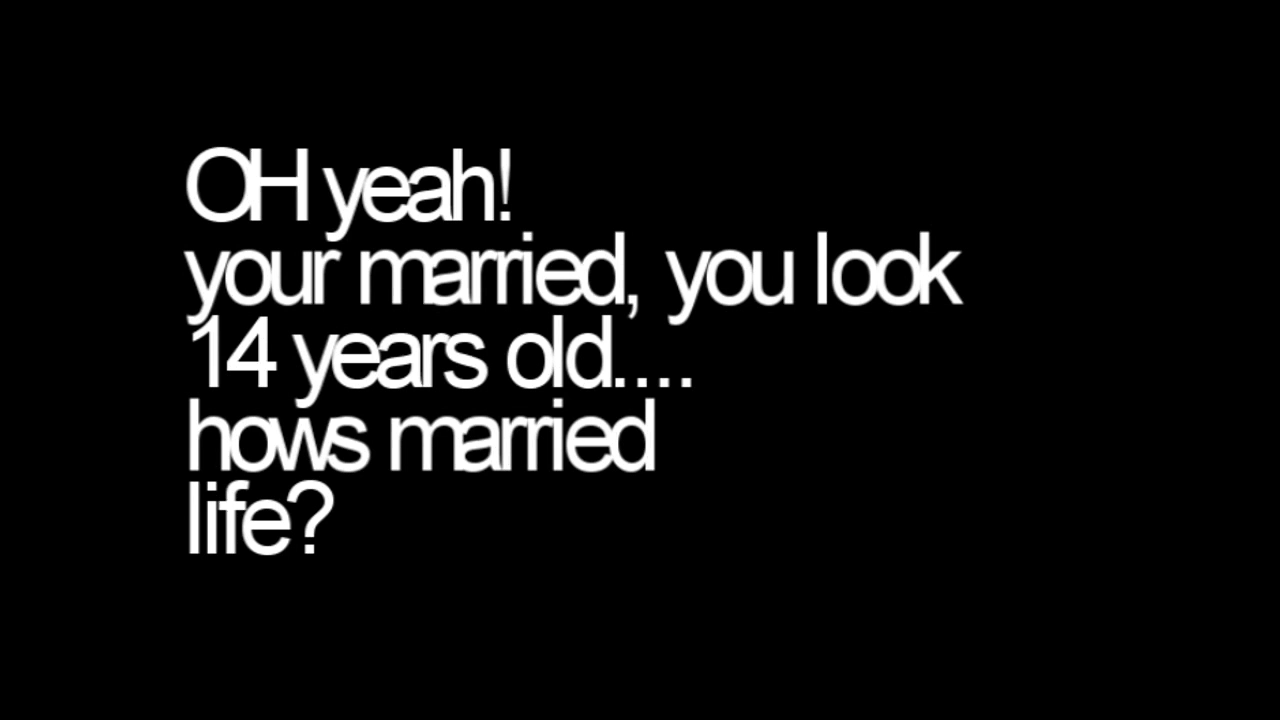 OH yeah!
your married, you look
14 years old....
hows married
life?